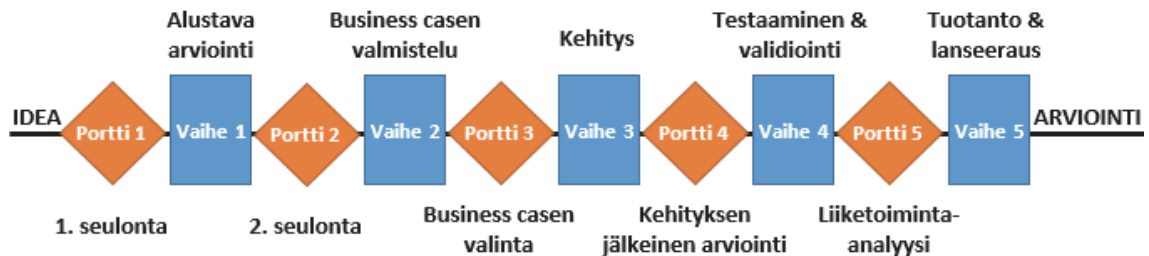 Alustava
arviointi
Business casen
valmistelu
Kehitys
Testaaminen &
validiointi
Tuotanto &
lanseeraus
IDEA
Portti 1
Vaihe 1
Portti 2
Vaihe 2
Portti 3
Vaihe 3
Portti 4
Vaihe 4
Portti 5
Vaihe 5
ARVIOINTI
1. seulonta
2. seulonta
Business casen
valinta
Kehityksen
jälkeinen arviointi
Liiketoiminta-
analyysi